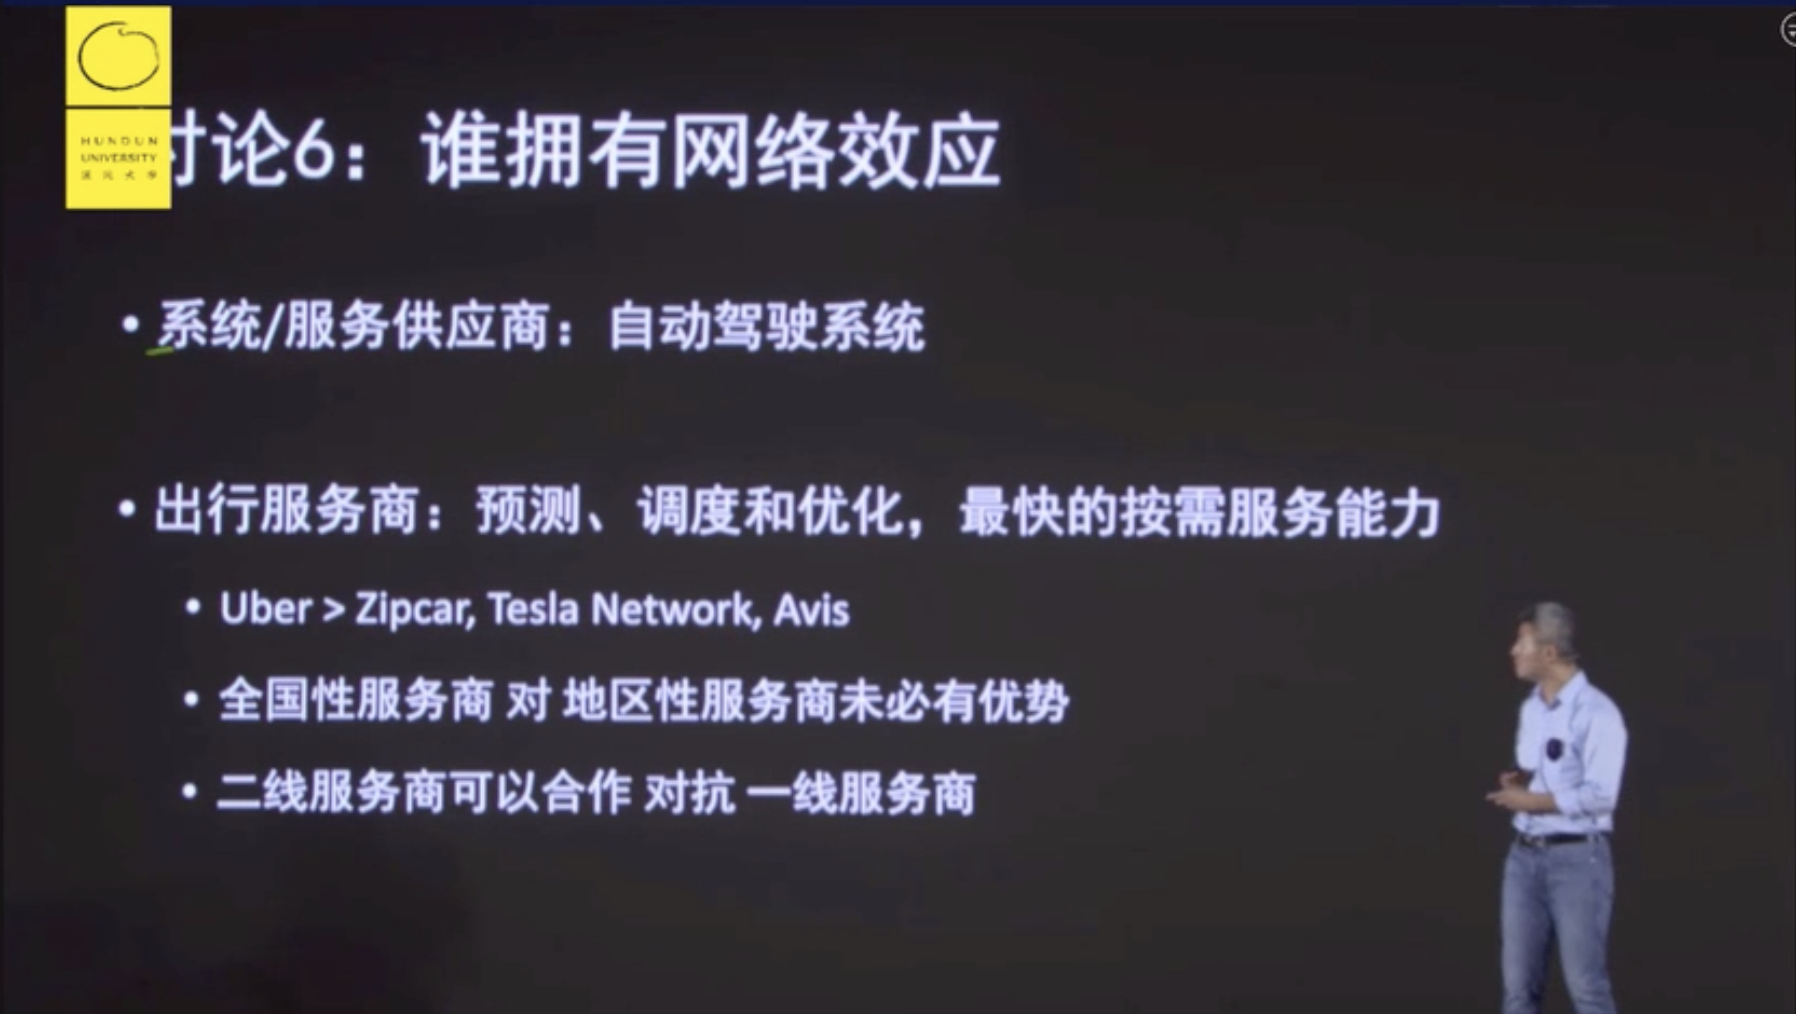 HUNDUN
UNIVERSITY
混沌大學
讨论6：谁拥有网络效应
• 系统/服务供应商：自动驾驶系统
• 出行服务商：预测、调度和优化，最快的按需服务能力
• Uber > Zipcar, Tesla Network, Avis
• 全国性服务商 对 地区性服务商未必有优势
• 二线服务商可以合作 对抗 一线服务商